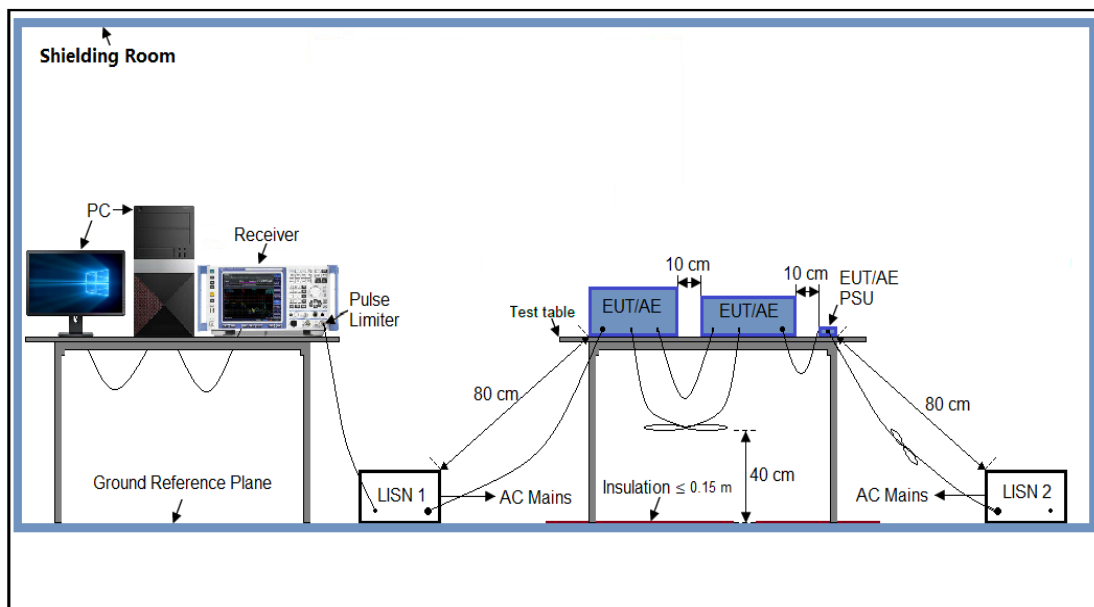 Shielding Room
PC
Receiver
Pulse
Limiter
10 cm
10 cm
EUT/AE
PSU
EUT/AE
EUT/AE
Test table
80 cm
80 cm
40 cm
Ground Reference Plane
LISN 1
AC Mains
Insulation ≤ 0.15 m
AC Mains
LISN 2